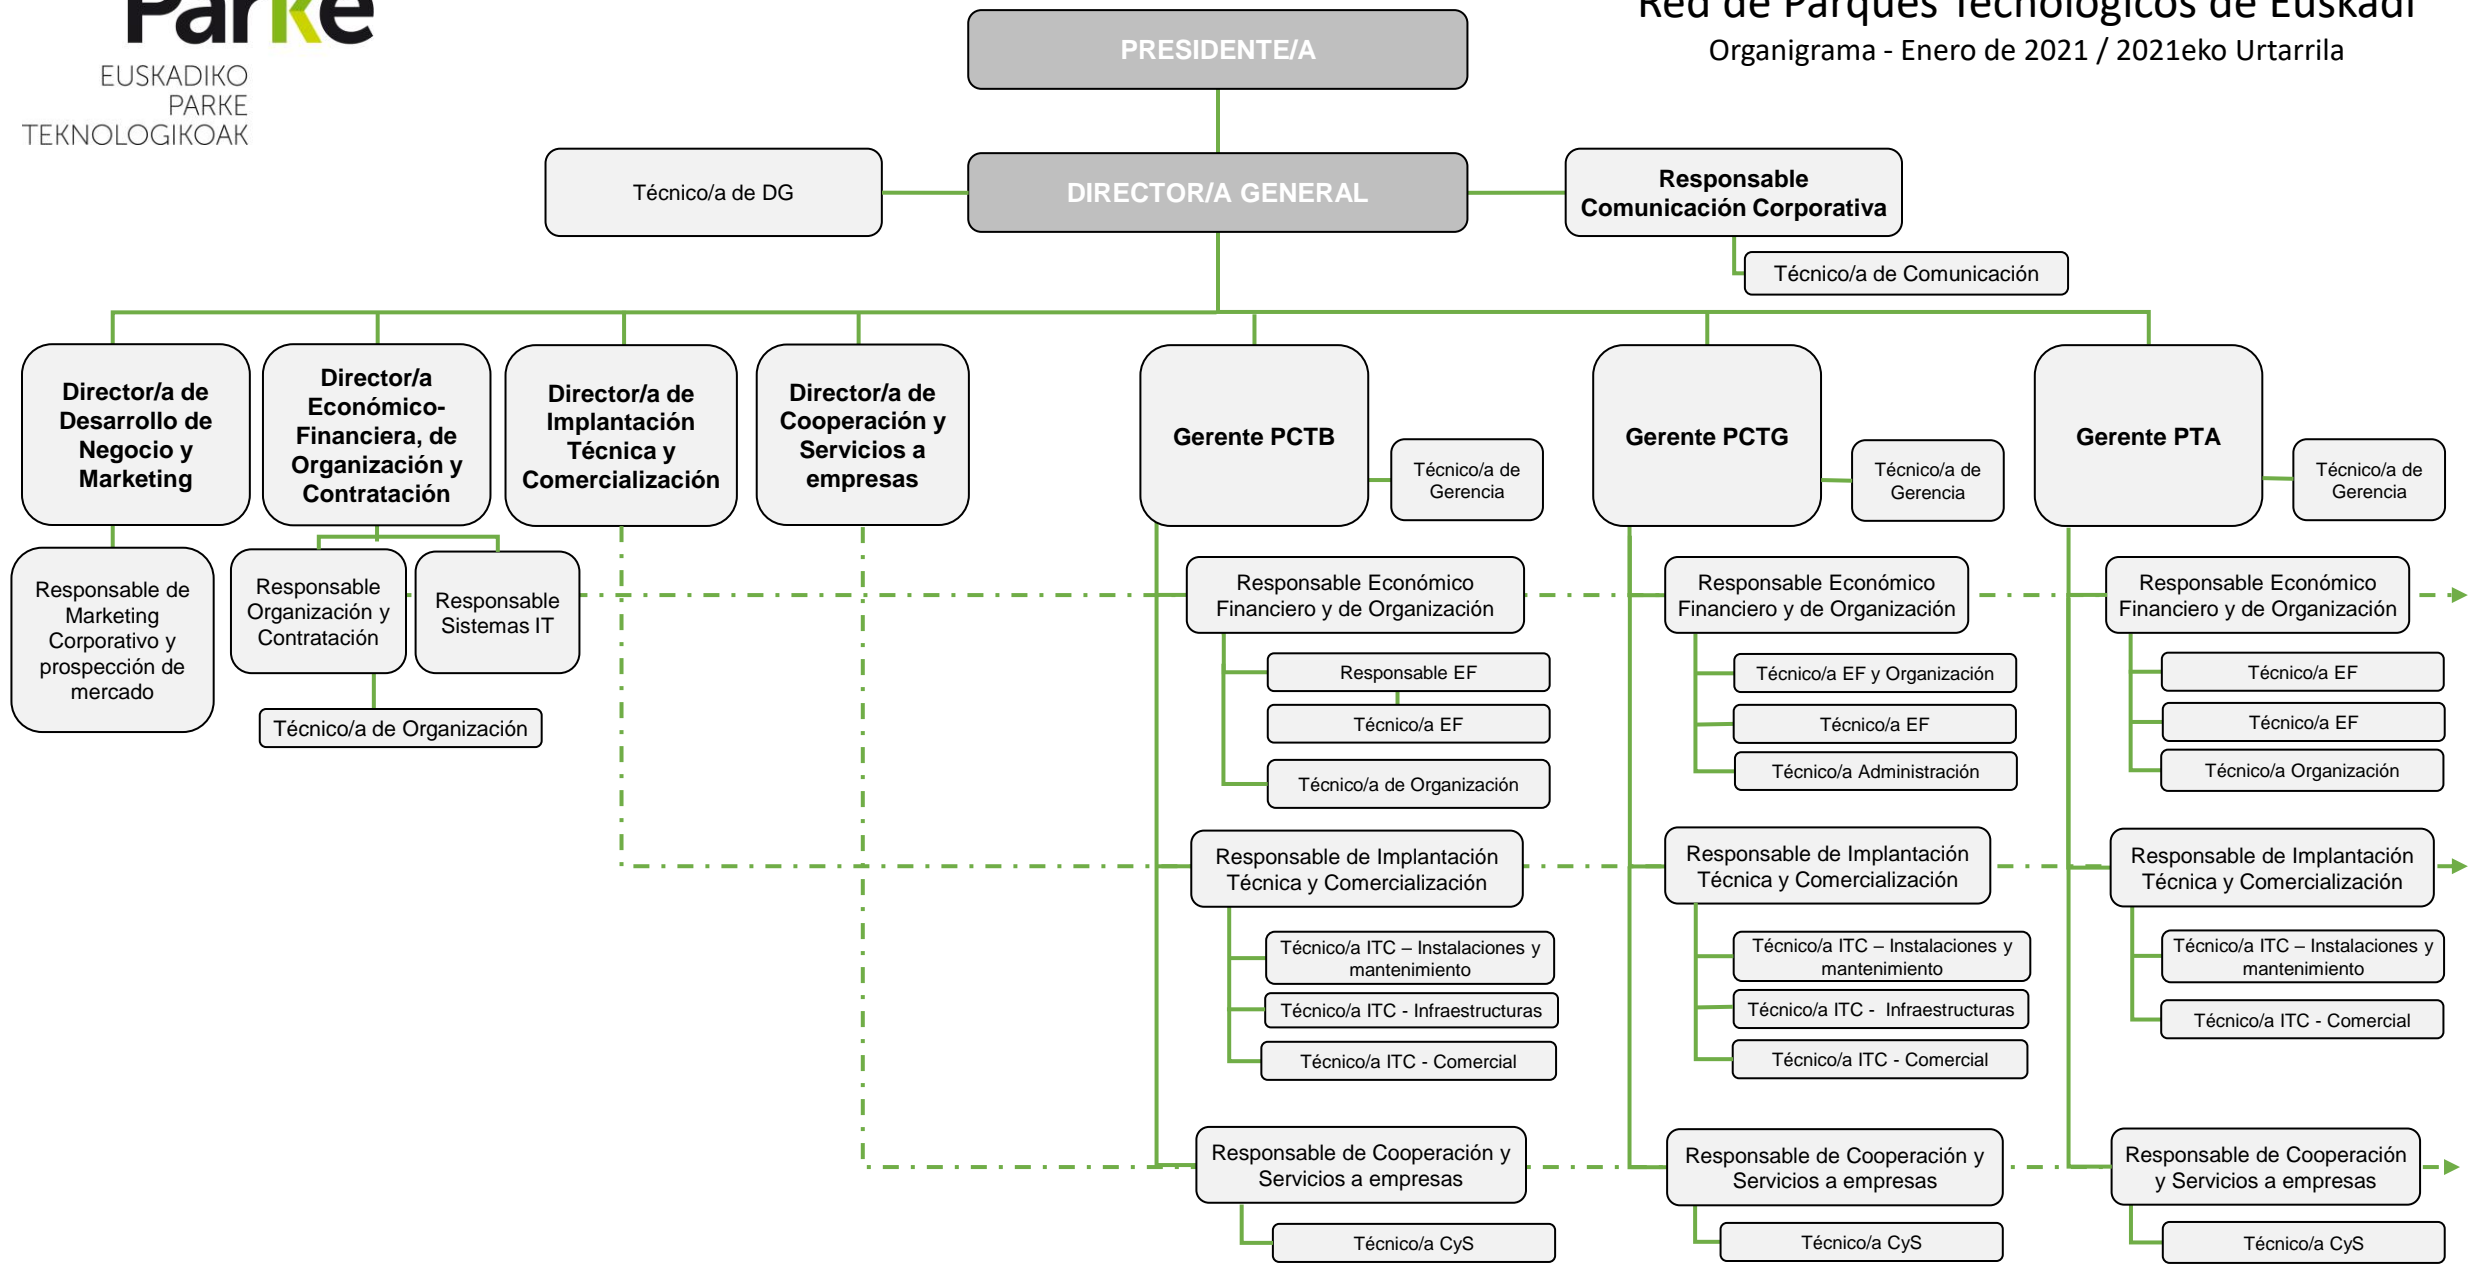 Parke
EUSKADIKO
PARKE
TEKNOLOGIKOAK
Red de Parques Tecnológicos de Euskadi
Organigrama - Enero de 2021 / 2021eko Urtarrila
PRESIDENTE/A
Técnico/a de DG
DIRECTOR/A GENERAL
Responsable
Comunicación Corporativa
Técnico/a de Comunicación
Director/a de
Desarrollo de
Negocio y
Marketing
Director/a
Económico-
Financiera, de
Organización y
Contratación
Director/a de
Implantación
Técnica y
Comercialización
Director/a de
Cooperación y
Servicios a
empresas
Gerente PCTB
Técnico/a de
Gerencia
Gerente PCTG
Técnico/a de
Gerencia
Gerente PTA
Técnico/a de
Gerencia
Responsable de
Marketing
Corporativo y
prospección de
mercado
Responsable
Organización y
Contratación
Responsable
Sistemas IT
Técnico/a de Organización
Responsable Económico
Financiero y de Organización
Responsable EF
Técnico/a EF
Técnico/a de Organización
Responsable de Implantación
Técnica y Comercialización
Técnico/a ITC – Instalaciones y
mantenimiento
Técnico/a ITC - Infraestructuras
Técnico/a ITC - Comercial
Responsable de Cooperación y
Servicios a empresas
Técnico/a CyS
Responsable Económico
Financiero y de Organización
Técnico/a EF y Organización
Técnico/a EF
Técnico/a Administración
Responsable de Implantación
Técnica y Comercialización
Técnico/a ITC – Instalaciones y
mantenimiento
Técnico/a ITC - Infraestructuras
Técnico/a ITC - Comercial
Responsable de Cooperación y
Servicios a empresas
Técnico/a CyS
Responsable Económico
Financiero y de Organización
Técnico/a EF
Técnico/a EF
Técnico/a Organización
Responsable de Implantación
Técnica y Comercialización
Técnico/a ITC – Instalaciones y
mantenimiento
Técnico/a ITC - Comercial
Responsable de Cooperación
y Servicios a empresas
Técnico/a CyS